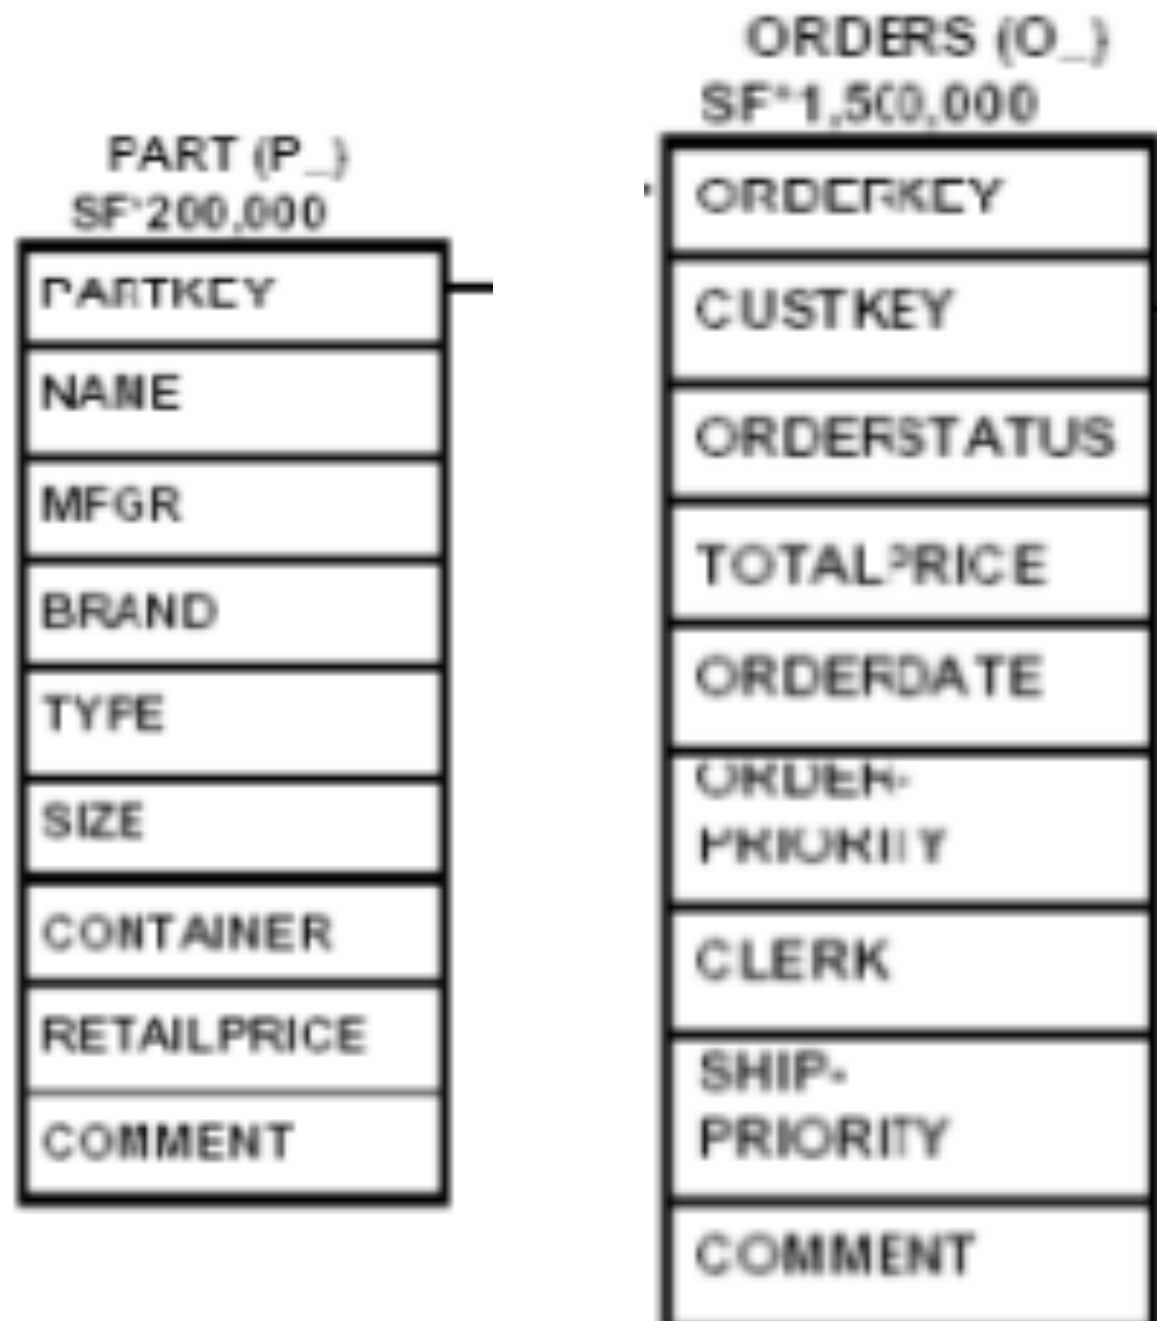 PART (P_)
SF*200,000
PARTKEY
NAME
MFGR
BRAND
TYPE
SIZE
CONTAINER
RETAILPRICE
COMMENT
ORDERS (O_)
SF*1,500,000
ORDERKEY
CUSTKEY
ORDERSTATUS
TOTALPRICE
ORDERDATE
ORDER-
PRIORITY
CLERK
SHIP-
PRIORITY
COMMENT